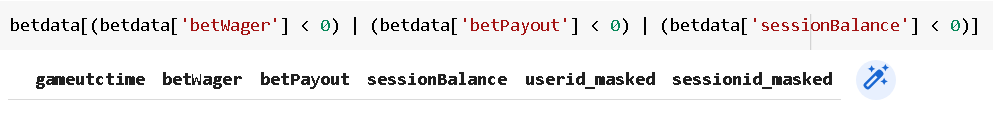 betdata[(betdata['betWager'] < 0) | (betdata['betPayout'] < 0) | (betdata['sessionBalance'] < 0)]
gameutctime betWager betPayout sessionBalance userid_masked sessionid_masked